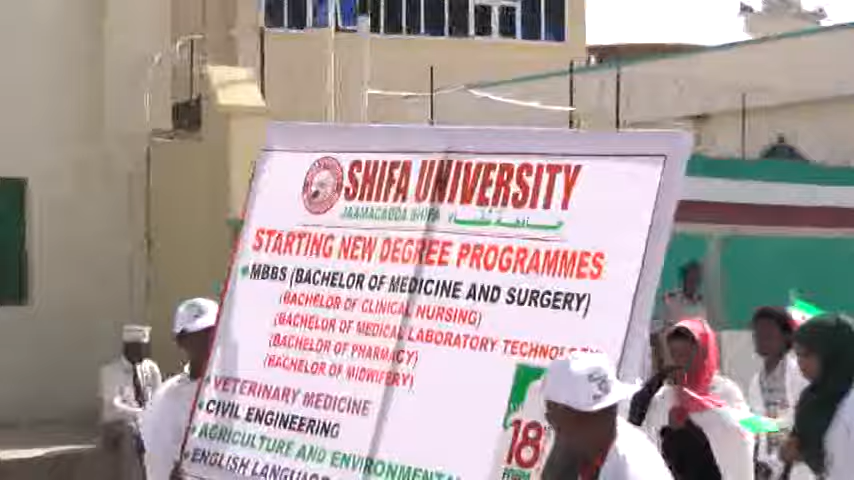 SHIFA UNIVERSITY
JAAMACADDA SHIFA
STARTING NEW DEGREE PROGRAMMES
MBBS (BACHELOR OF MEDICINE AND SURGERY)
(BACHELOR OF CLINICAL NURSING)
(BACHELOR OF MEDICAL LABORATORY TECHNOLOGY
(BACHELOR OF PHARMACY)
(BACHELOR OF MIDWIFERY)
VETERINARY MEDICINE
CIVIL ENGINEERING
AGRICULTURE AND ENVIRONMENTAL
ENGLISH LANGUAGE
18